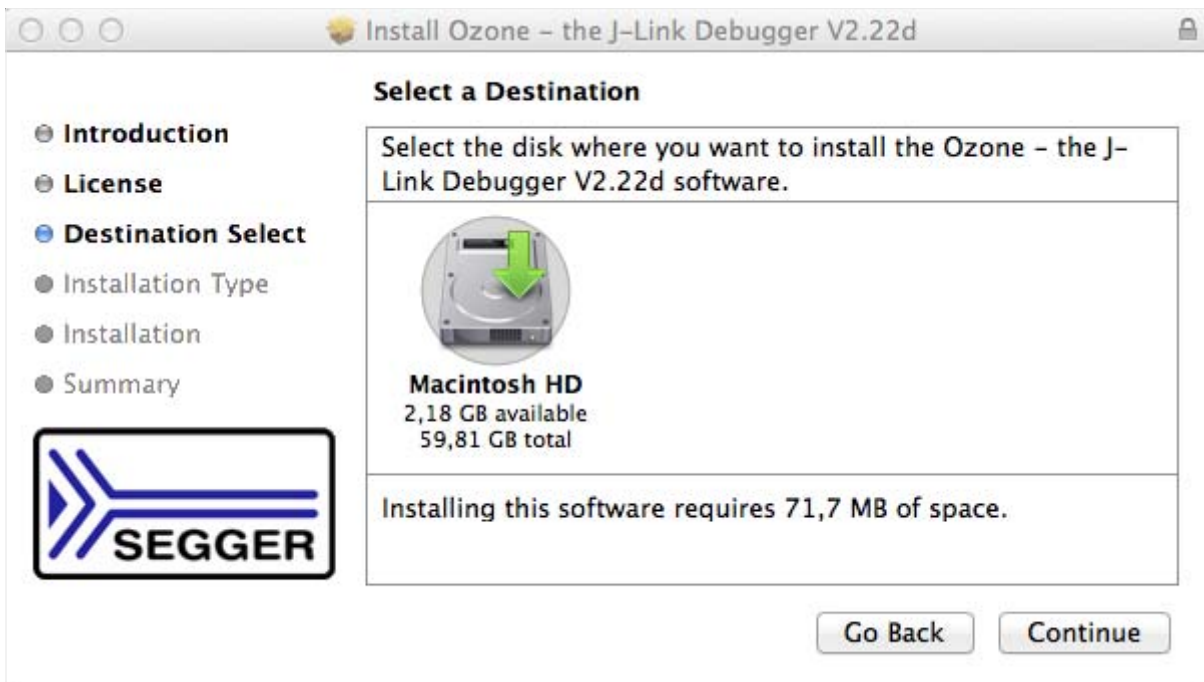 Install Ozone – the J-Link Debugger V2.22d
Select a Destination
Introduction
License
Destination Select
Installation Type
Installation
Summary
SEGGER
Select the disk where you want to install the Ozone – the J-
Link Debugger V2.22d software.
Macintosh HD
2,18 GB available
59,81 GB total
Installing this software requires 71,7 MB of space.
Go Back
Continue